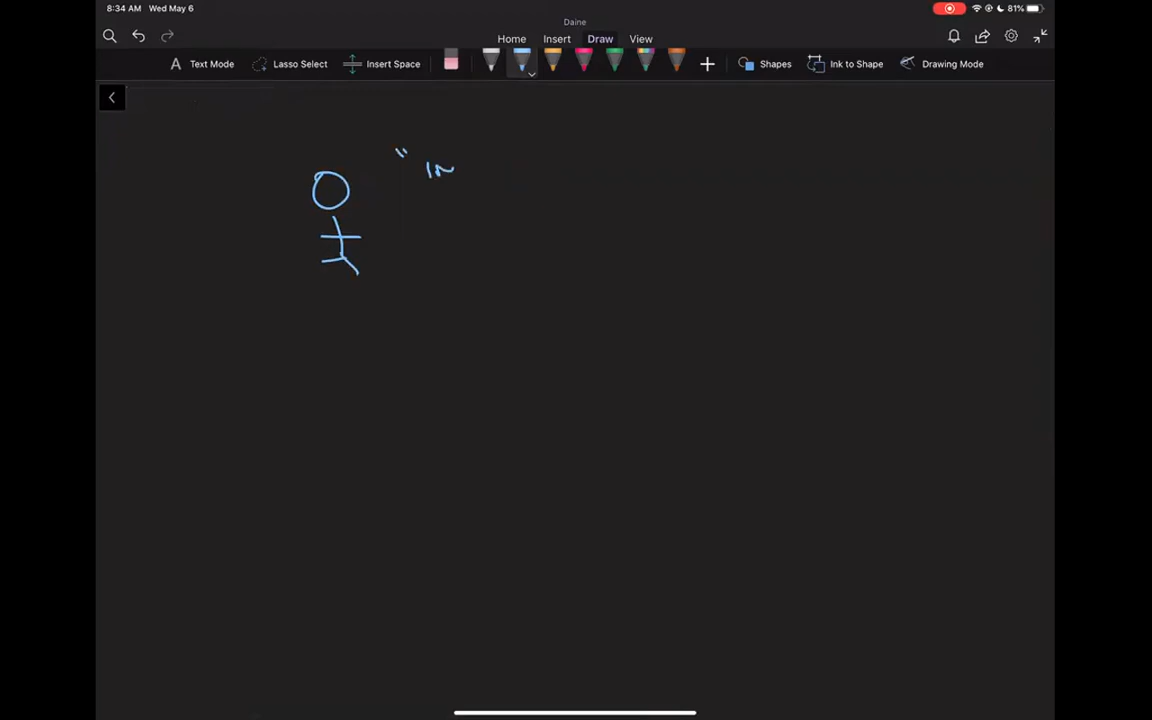 8:34 AM Wed May 6
81%
Daine
Home Insert Draw View
Text Mode Lasso Select Insert Space Shapes Ink to Shape Drawing Mode
" IN